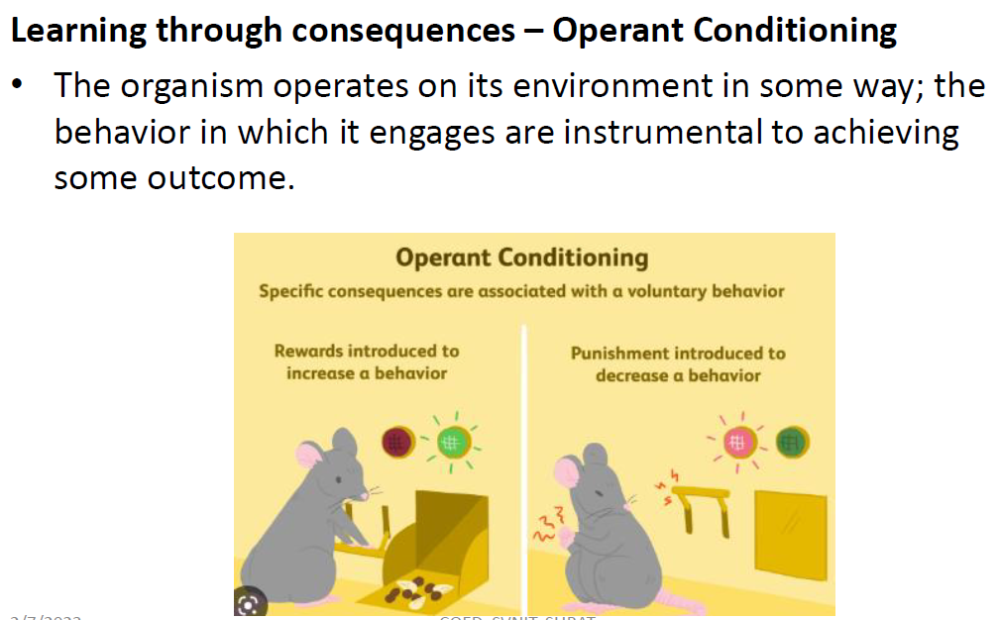 Learning through consequences – Operant Conditioning
• The organism operates on its environment in some way; the
behavior in which it engages are instrumental to achieving
some outcome.
Operant Conditioning
Specific consequences are associated with a voluntary behavior
Rewards introduced to
increase a behavior
Punishment introduced to
decrease a behavior